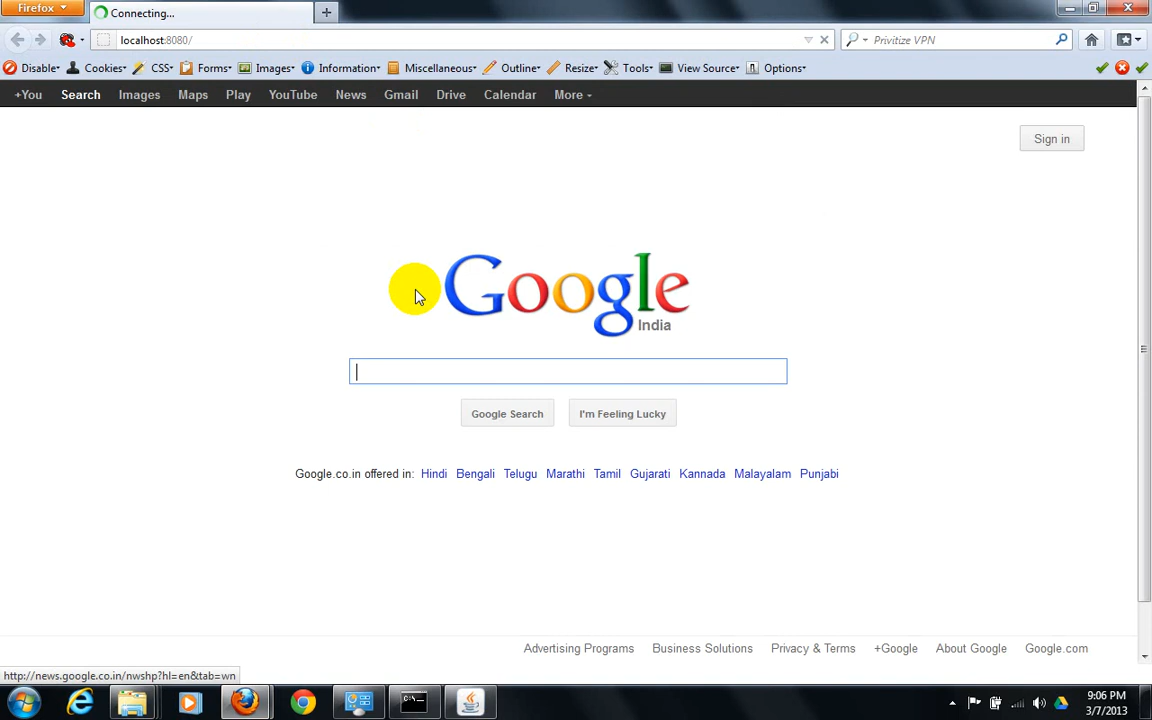 Firefox
Connecting...
localhost:8080/
Privitize VPN
Disable Cookies CSS Forms Images Information Miscellaneous Outline Resize Tools View Source Options
+You Search Images Maps Play YouTube News Gmail Drive Calendar More
Sign in
Google
India
Google Search I'm Feeling Lucky
Google.co.in offered in: Hindi Bengali Telugu Marathi Tamil Gujarati Kannada Malayalam Punjabi
Advertising Programs Business Solutions Privacy & Terms +Google About Google Google.com
http://news.google.co.in/nwshp?hl=en&tab=wn
C:\.
9:06 PM
3/7/2013